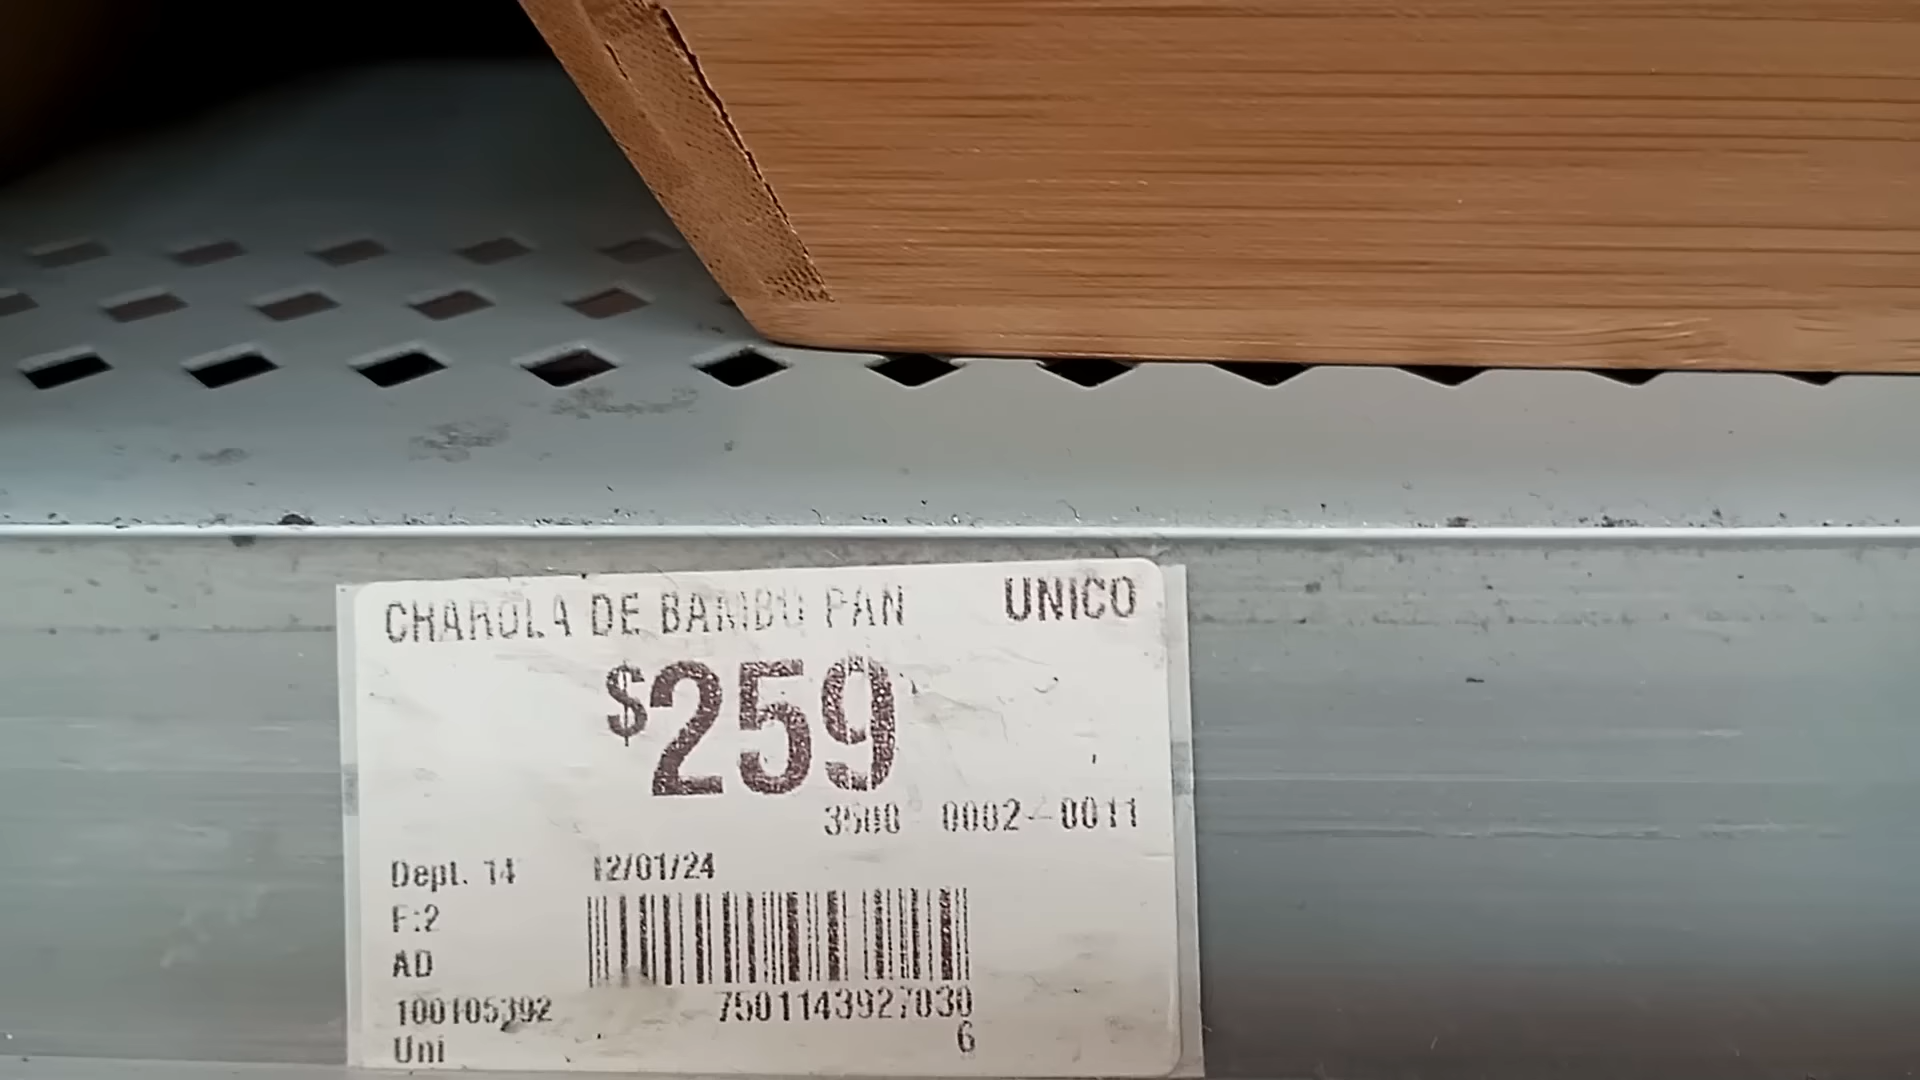 CHAROLA DE BAMBU PAN UNICO
$259
3500 0002-0011
Dept. 14 12/01/24
F:2
AD
100105392 7501143927030
Uni 6